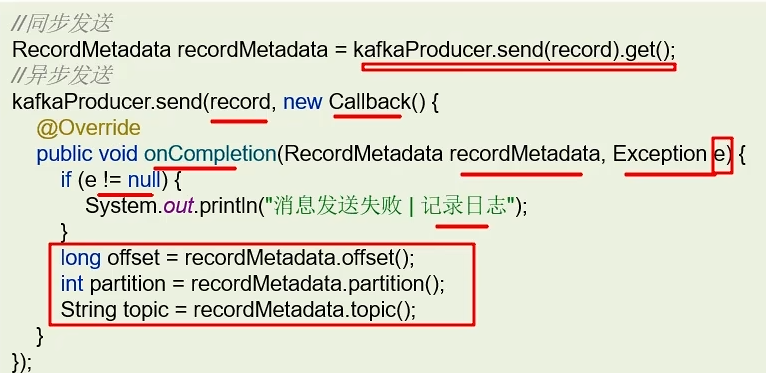 //同步发送
RecordMetadata recordMetadata = kafkaProducer.send(record).get();
//异步发送
kafkaProducer.send(record, new Callback() {
@Override
public void onCompletion(RecordMetadata recordMetadata, Exception e) {
if (e != null) {
System.out.println("消息发送失败 | 记录日志");
}
long offset = recordMetadata.offset();
int partition = recordMetadata.partition();
String topic = recordMetadata.topic();
}
});